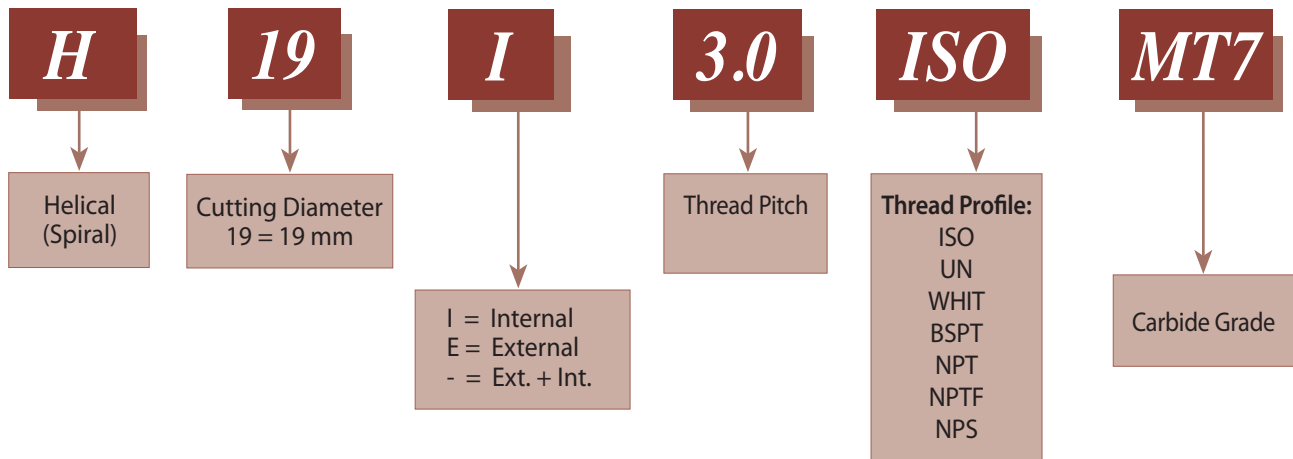 H
19
I
3.0
ISO
MT7
Helical
(Spiral)
Cutting Diameter
19 = 19 mm
I = Internal
E = External
- = Ext. + Int.
Thread Pitch
Thread Profile:
ISO
UN
WHIT
BSPT
NPT
NPTF
NPS
Carbide Grade